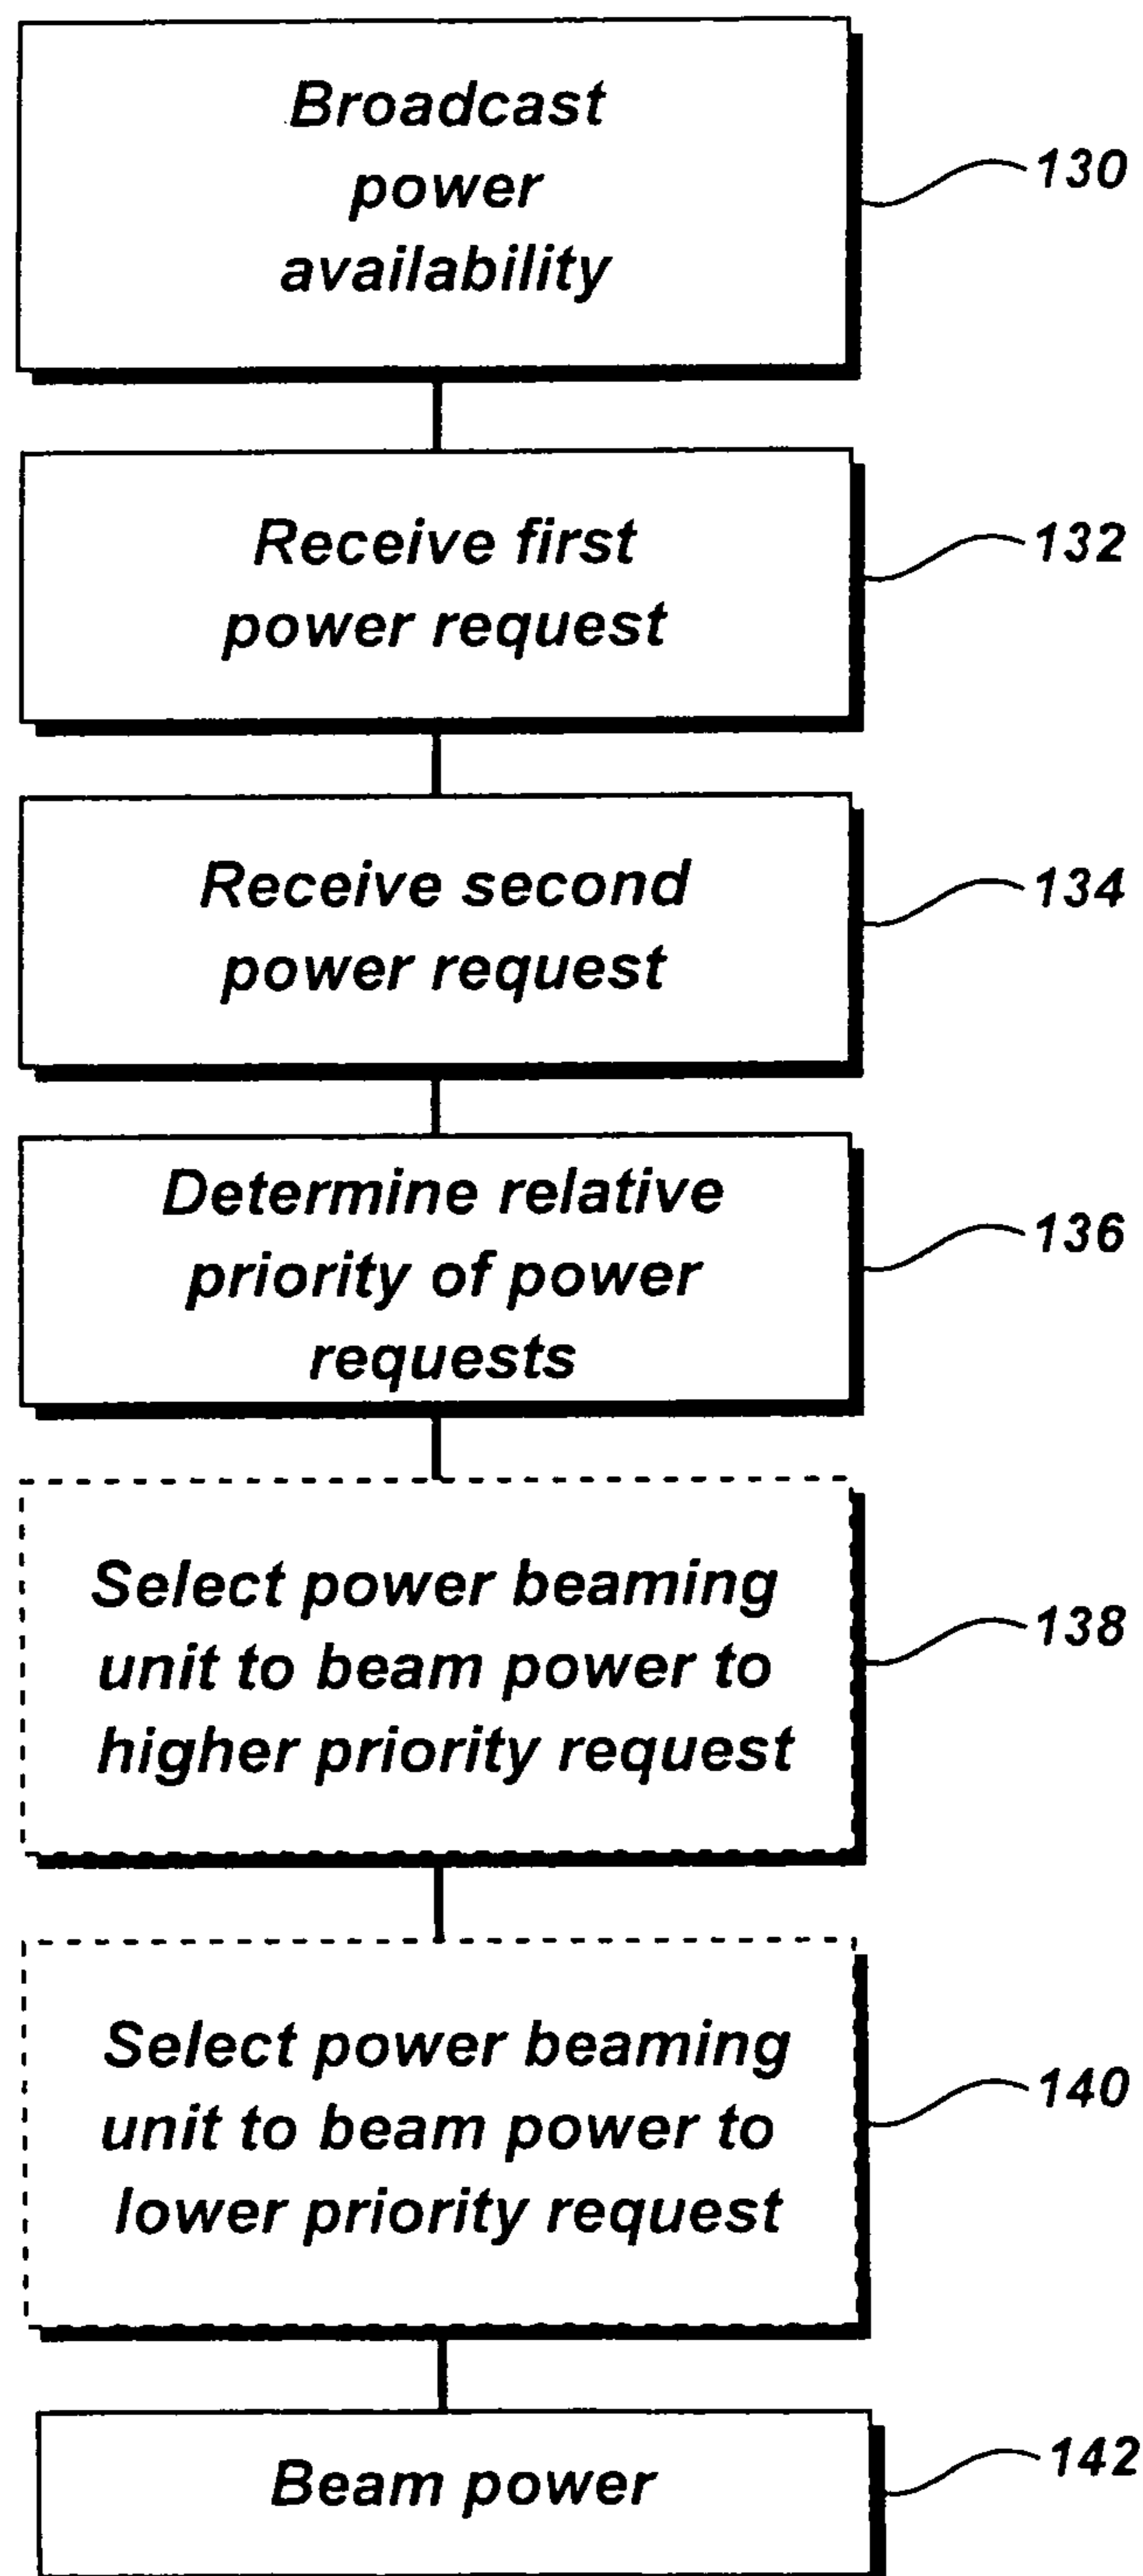 Broadcast
power
availability
130
Receive first
power request
132
Receive second
power request
134
Determine relative
priority of power
requests
136
Select power beaming
unit to beam power to
higher priority request
138
Select power beaming
unit to beam power to
lower priority request
140
Beam power
142